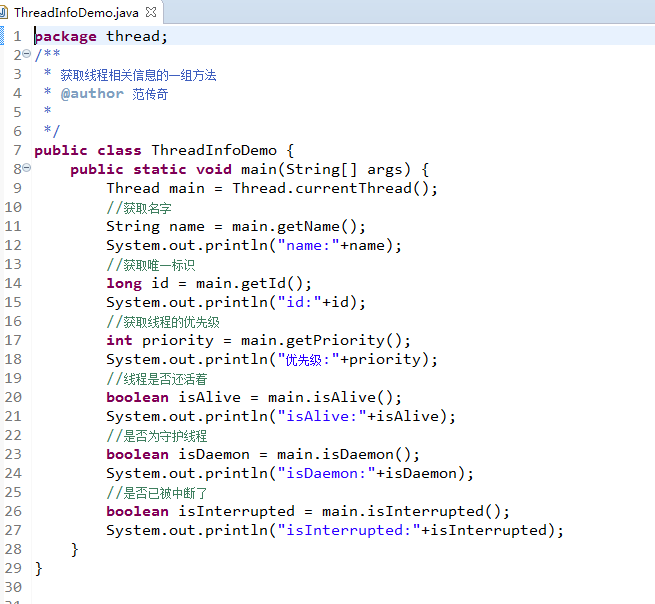 ThreadInfoDemo.java
1 package thread;
2 /**
3  * 获取线程相关信息的一组方法
4  * @author 范传奇
5  *
6  */
7 public class ThreadInfoDemo {
8     public static void main(String[] args) {
9         Thread main = Thread.currentThread();
10         //获取名字
11         String name = main.getName();
12         System.out.println("name:"+name);
13         //获取唯一标识
14         long id = main.getId();
15         System.out.println("id:"+id);
16         //获取线程的优先级
17         int priority = main.getPriority();
18         System.out.println("优先级:"+priority);
19         //线程是否还活着
20         boolean isAlive = main.isAlive();
21         System.out.println("isAlive:"+isAlive);
22         //是否为守护线程
23         boolean isDaemon = main.isDaemon();
24         System.out.println("isDaemon:"+isDaemon);
25         //是否已被中断了
26         boolean isInterrupted = main.isInterrupted();
27         System.out.println("isInterrupted:"+isInterrupted);
28     }
29 }
30